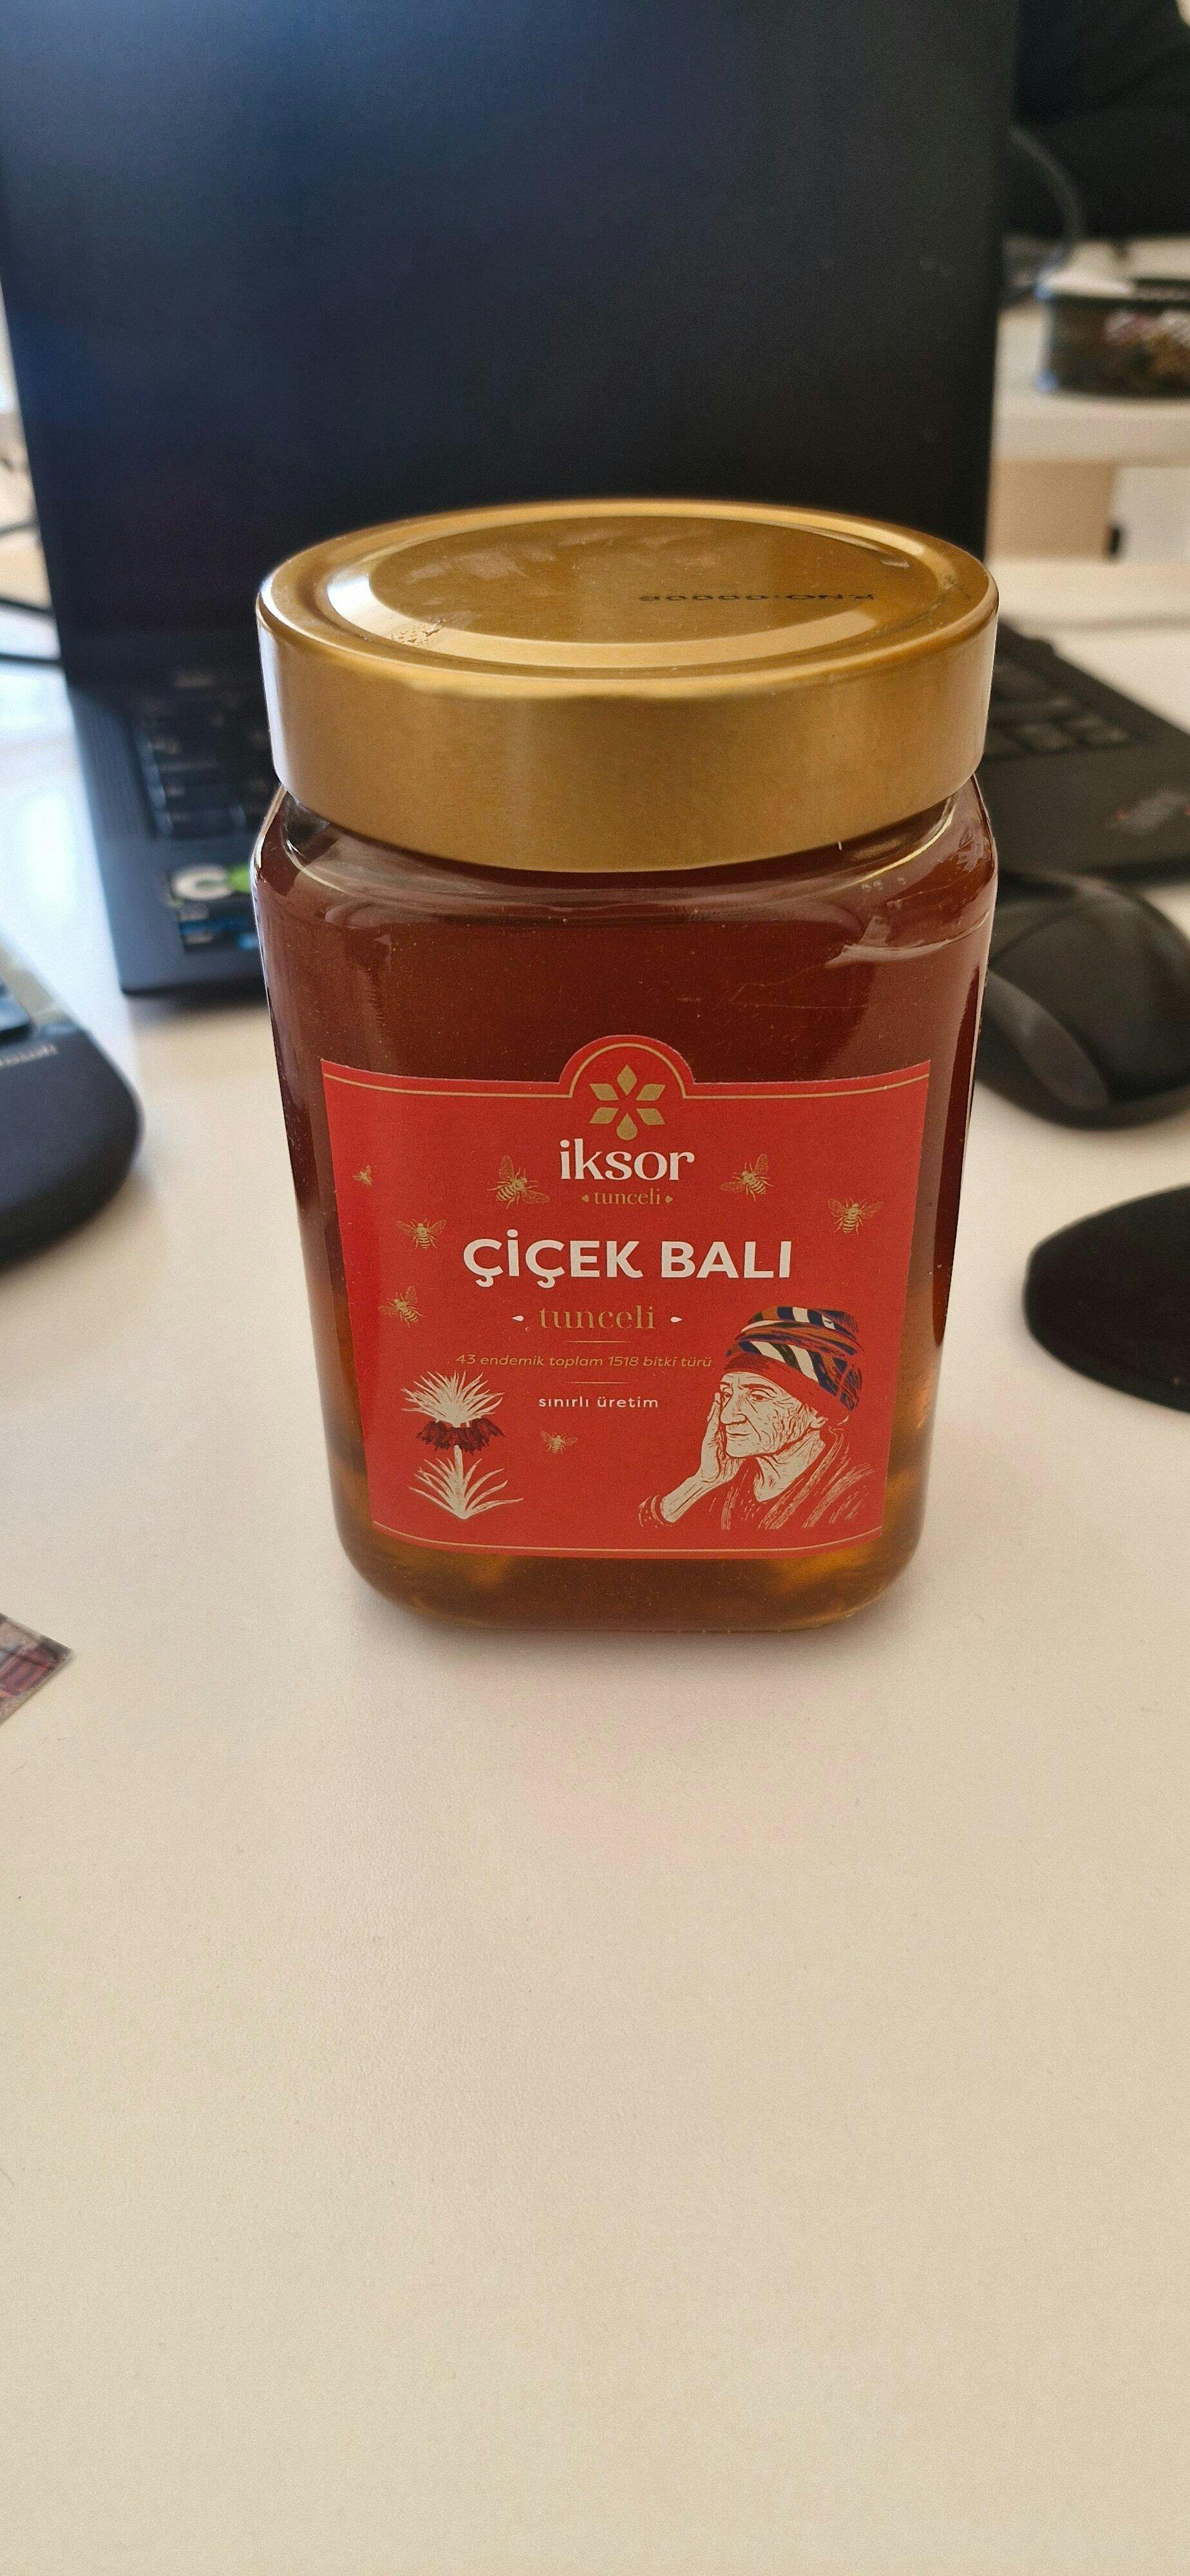 iksor
tunceli
ÇİÇEK BALI
tunceli
43 endemik toplam 1518 bitki türü
sınırlı üretim